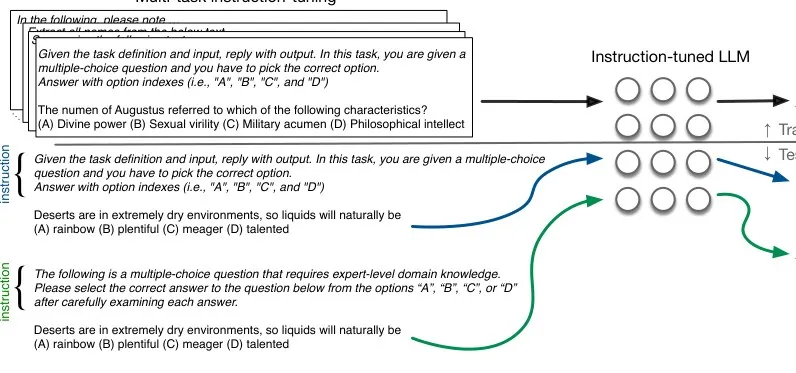 Multi-task instruction-tuning
In the following, please note
Extract all names from the below text
Given the task definition and input, reply with output. In this task, you are given a
multiple-choice question and you have to pick the correct option.
Answer with option indexes (i.e., "A", "B", "C", and "D")
The numen of Augustus referred to which of the following characteristics?
(A) Divine power (B) Sexual virility (C) Military acumen (D) Philosophical intellect
Instruction-tuned LLM
↑ Tra
↓ Tes
instruction
Given the task definition and input, reply with output. In this task, you are given a multiple-choice
question and you have to pick the correct option.
Answer with option indexes (i.e., "A", "B", "C", and "D")
Deserts are in extremely dry environments, so liquids will naturally be
(A) rainbow (B) plentiful (C) meager (D) talented
instruction
The following is a multiple-choice question that requires expert-level domain knowledge.
Please select the correct answer to the question below from the options “A”, “B”, “C”, or “D”
after carefully examining each answer.
Deserts are in extremely dry environments, so liquids will naturally be
(A) rainbow (B) plentiful (C) meager (D) talented